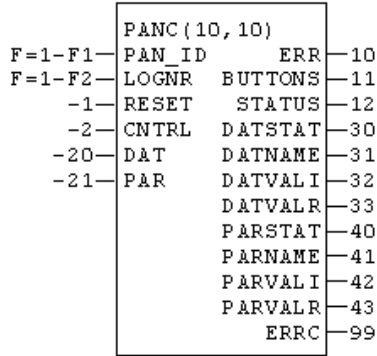 PANC(10,10)
F=1-F1 PAN_ID ERR 10
F=1-F2 LOGNR BUTTONS 11
-1 RESET STATUS 12
-2 CNTRL DATSTAT 30
-20 DAT DATNAME 31
-21 PAR DATVALI 32
DATVALR 33
PARSTAT 40
PARNAME 41
PARVALI 42
PARVALR 43
ERRC 99